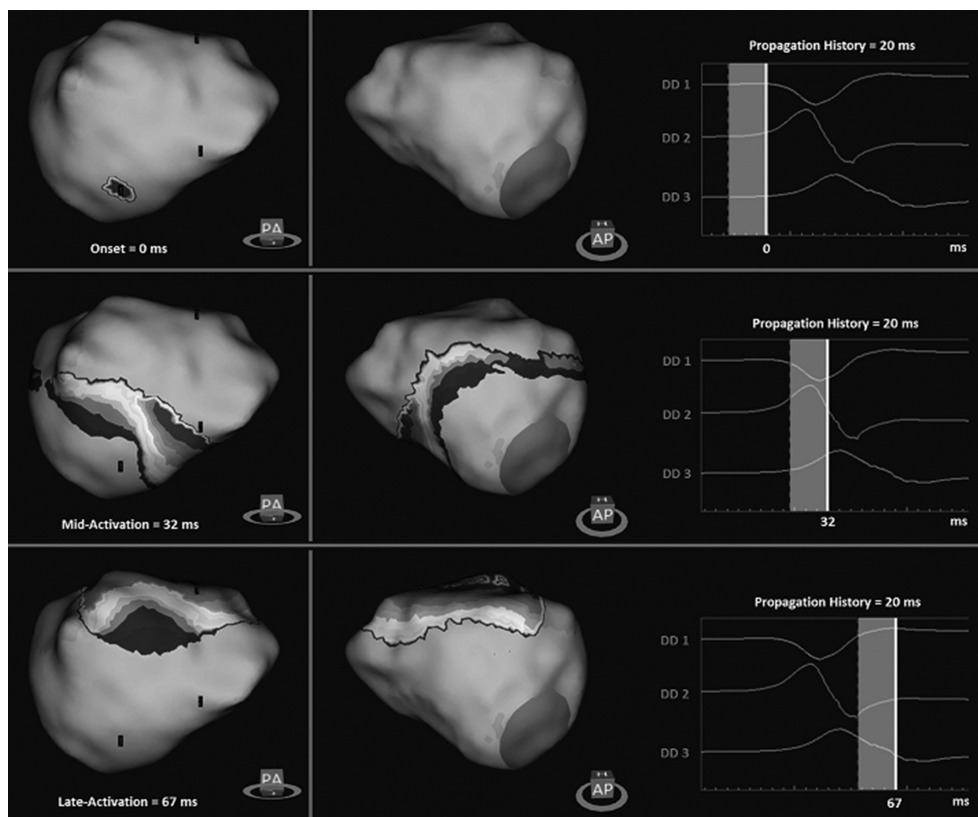 Propagation History = 20 ms
DD 1
DD 2
DD 3
PA
AP
Onset = 0 ms
0
ms
Propagation History = 20 ms
DD 1
DD 2
DD 3
PA
AP
Mid-Activation = 32 ms
32
ms
Propagation History = 20 ms
DD 1
DD 2
DD 3
PA
AP
Late-Activation = 67 ms
67
ms